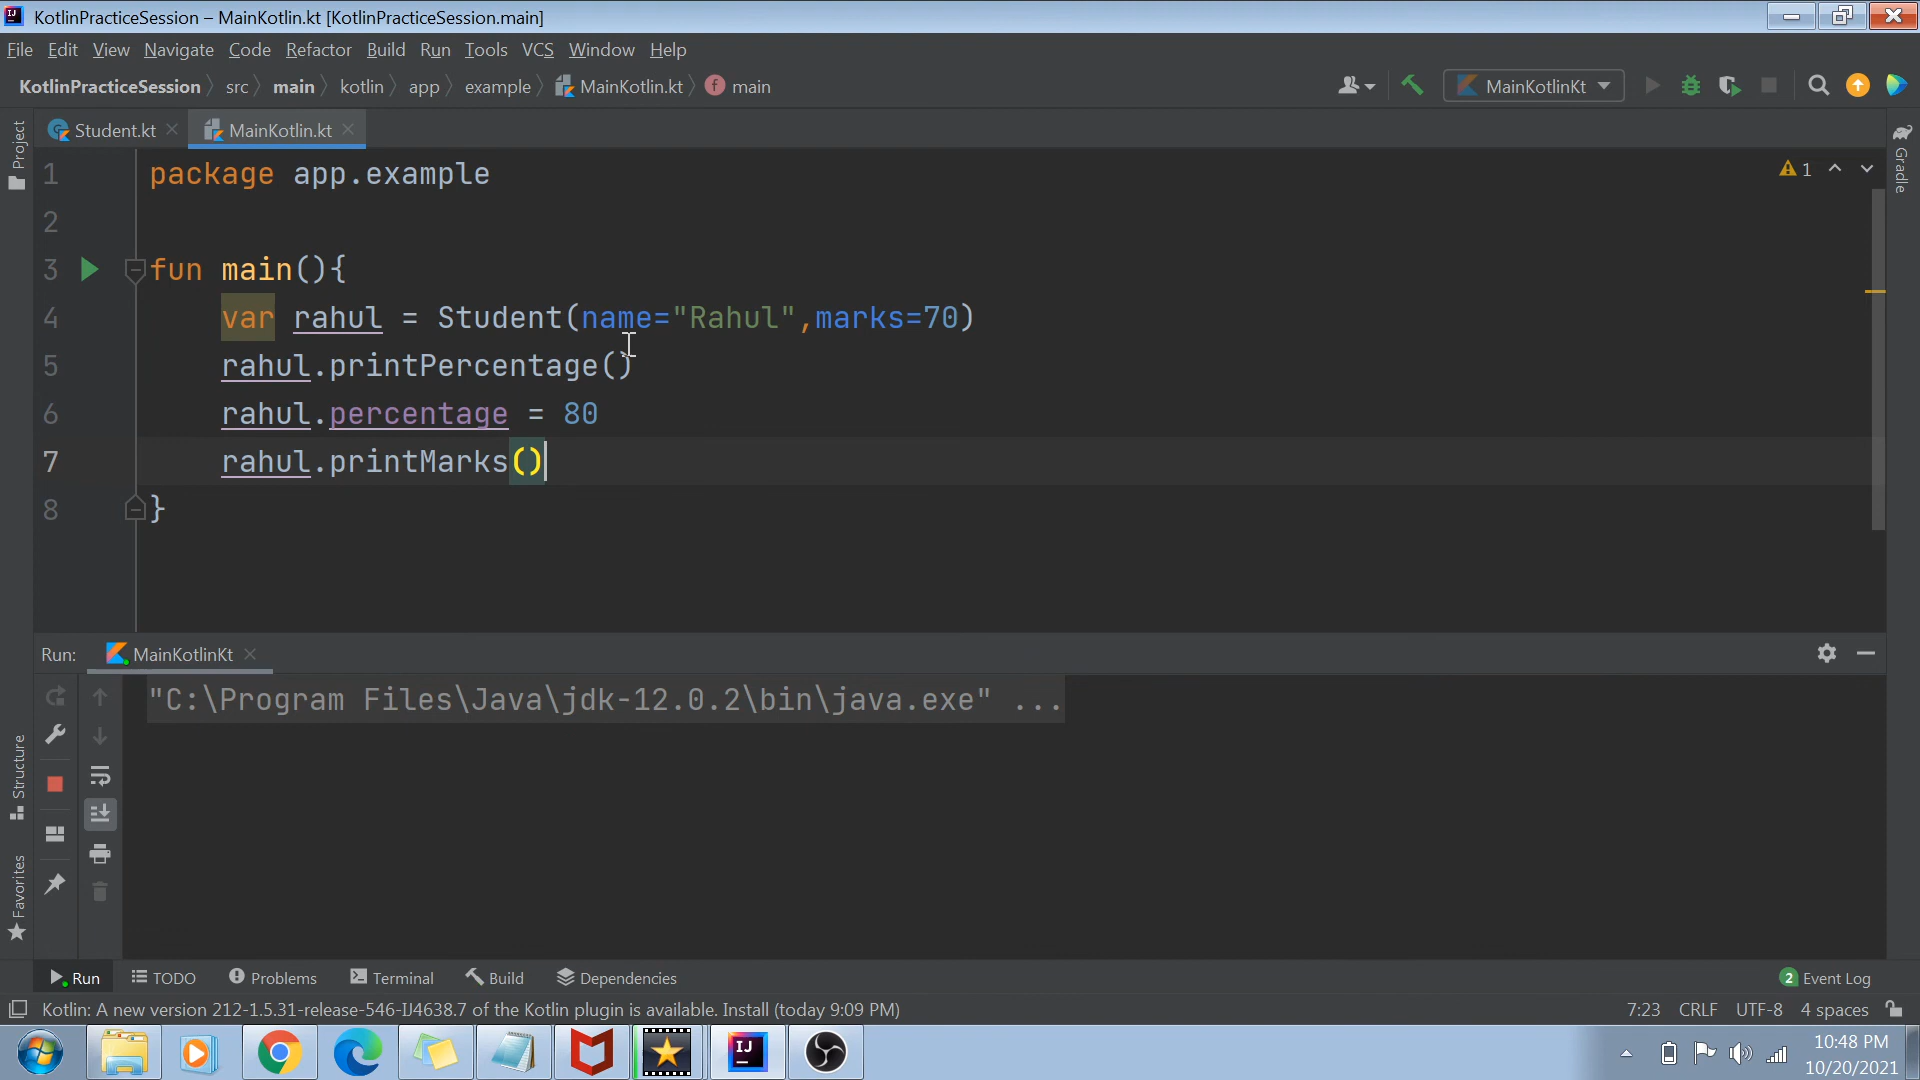 KotlinPracticeSession – MainKotlin.kt [KotlinPracticeSession.main]
File Edit View Navigate Code Refactor Build Run Tools VCS Window Help
KotlinPracticeSession src main kotlin app example MainKotlin.kt main MainKotlinKt
Student.kt MainKotlin.kt
Project
Gradle
1 package app.example
1
2
3 fun main(){
4 var rahul = Student(name="Rahul",marks=70)
5 rahul.printPercentage()
6 rahul.percentage = 80
7 rahul.printMarks()
8 }
Run: MainKotlinKt
"C:\Program Files\Java\jdk-12.0.2\bin\java.exe" ...
Structure
Favorites
Run TODO Problems Terminal Build Dependencies 2 Event Log
Kotlin: A new version 212-1.5.31-release-546-IJ4638.7 of the Kotlin plugin is available. Install (today 9:09 PM) 7:23 CRLF UTF-8 4 spaces
IJ
10:48 PM
10/20/2021